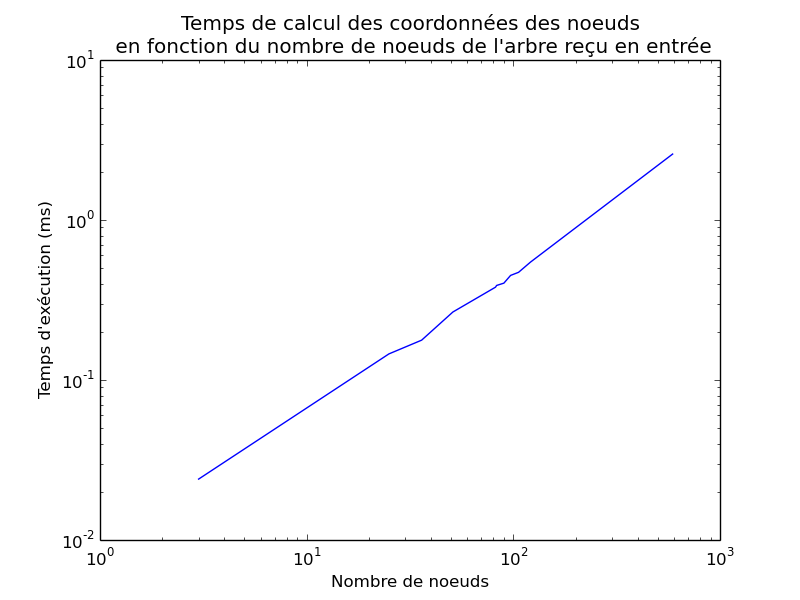 Temps de calcul des coordonnées des noeuds
en fonction du nombre de noeuds de l'arbre reçu en entrée
10^1
10^0
10^-1
10^-2
Temps d'exécution (ms)
10^0 10^1 10^2 10^3
Nombre de noeuds